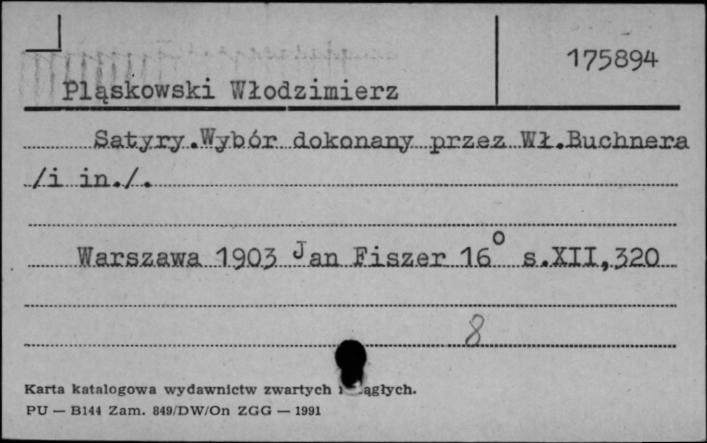 175894
Pląskowski Włodzimierz
Satyry.Wybór dokonany przez Wł.Buchnera
/i in./.
Warszawa 1903 Jan Fiszer 16° s.XII,320
8
Karta katalogowa wydawnictw zwartych
PU — B144 Zam. 849/DW/On ZGG — 1991